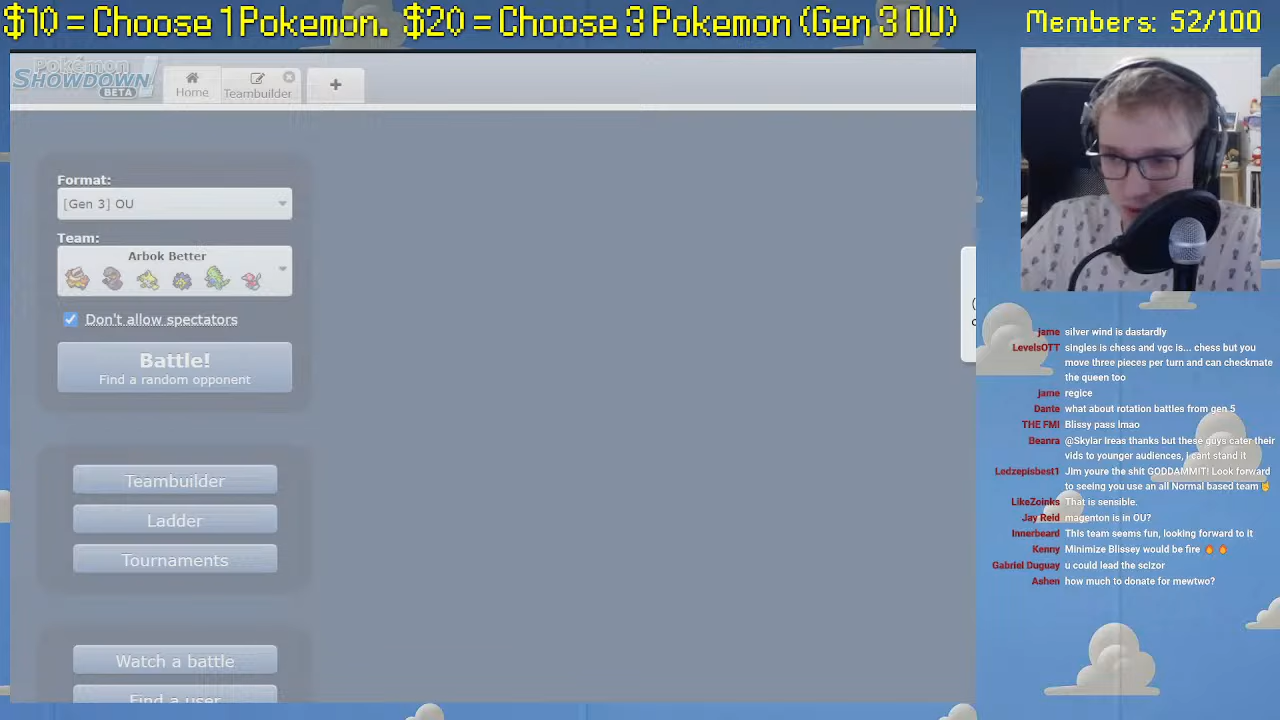 $10 = Choose 1 Pokemon. $20 = Choose 3 Pokemon (Gen 3 OU)
Members: 52/100
Pokémon
SHOWDOWN!
BETA
Home
Teambuilder
+
Format:
[Gen 3] OU
Team:
Arbok Better
Don't allow spectators
Battle!
Find a random opponent
Teambuilder
Ladder
Tournaments
Watch a battle
Find a user
jame silver wind is dastardly
LevelsOTT singles is chess and vgc is... chess but you
move three pieces per turn and can checkmate
the queen too
jame regice
Dante what about rotation battles from gen 5
THE FMI Blissy pass lmao
Beanra @Skylar Ireas thanks but these guys cater their
vids to younger audiences, i cant stand it
Ledzepisbest1 Jim youre the shit GODDAMMIT! Look forward
to seeing you use an all Normal based team
LikeZoinks That is sensible.
Jay Reid magenton is in OU?
Innerbeard This team seems fun, looking forward to it
Kenny Minimize Blissey would be fire 🔥 🔥
Gabriel Duguay u could lead the scizor
Ashen how much to donate for mewtwo?